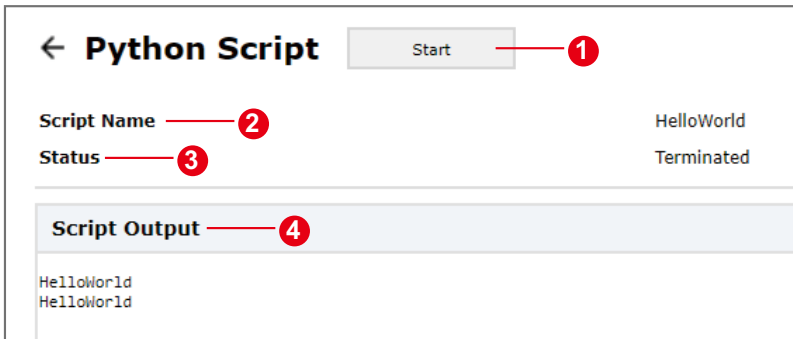 ← Python Script Start 1
Script Name 2 HelloWorld
Status 3 Terminated
Script Output 4
HelloWorld
HelloWorld